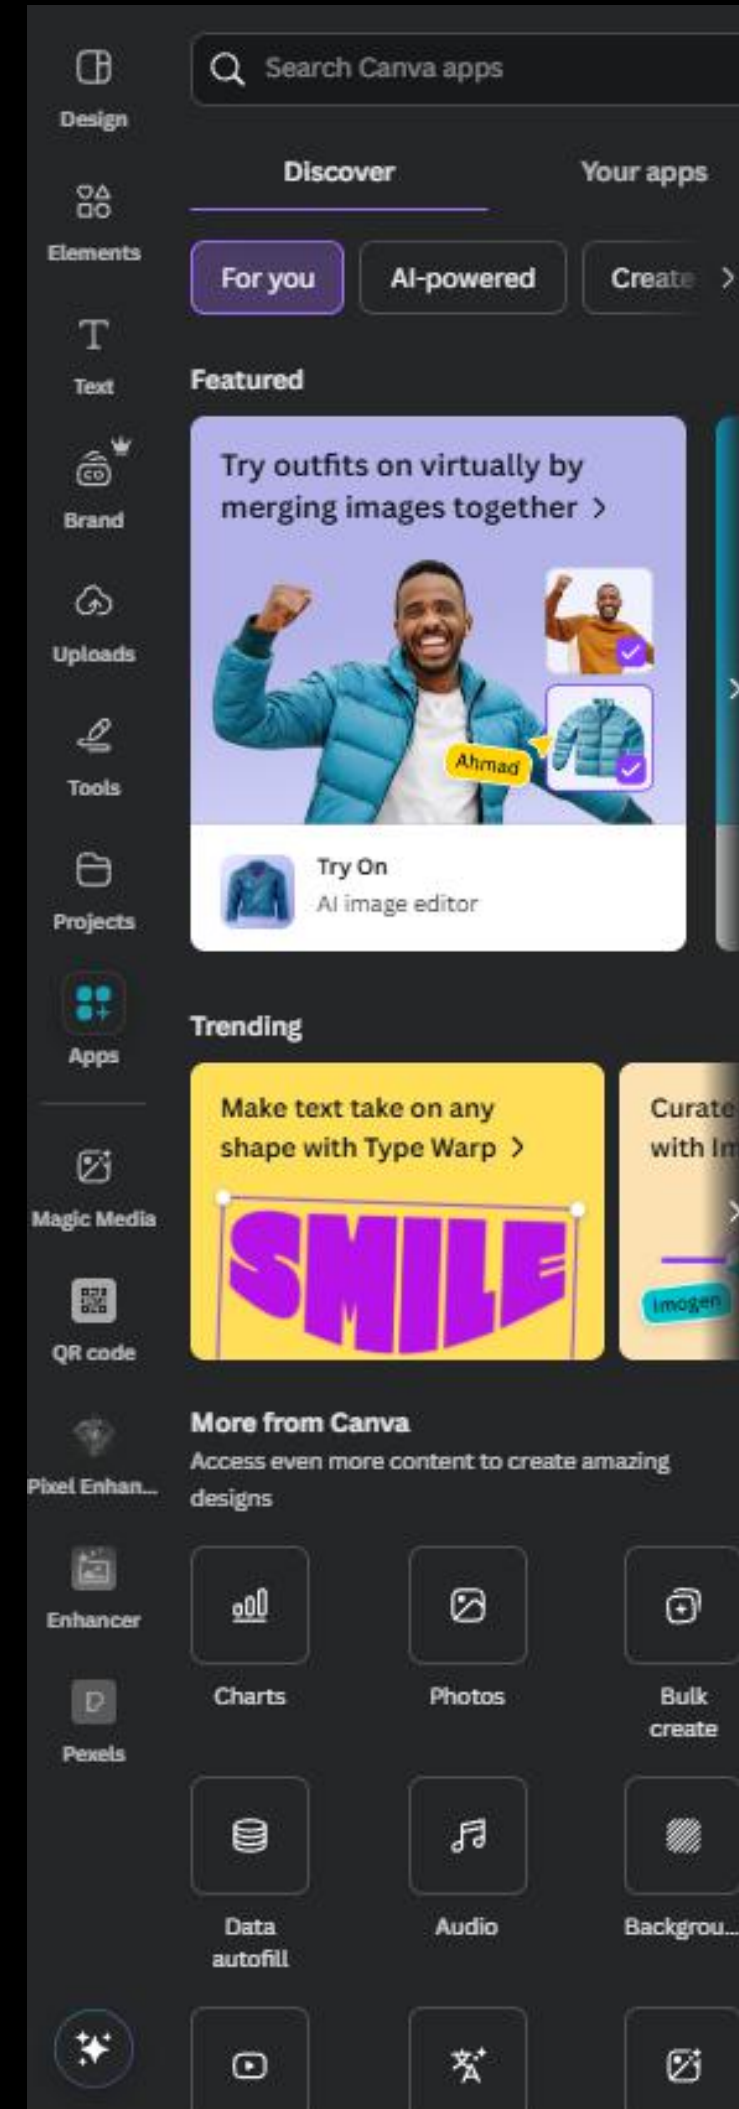 Design
Elements
Text
Brand
Uploads
Tools
Projects
Apps
Magic Media
QR code
Pixel Enhan...
Enhancer
Pexels
Search Canva apps
Discover
Your apps
For you
AI-powered
Create
Featured
Try outfits on virtually by
merging images together >
Ahmad
Try On
AI image editor
Trending
Make text take on any
shape with Type Warp >
SMILE
Curate
with Im
Imogen
More from Canva
Access even more content to create amazing
designs
Charts
Photos
Bulk
create
Data
autofill
Audio
Backgrou...